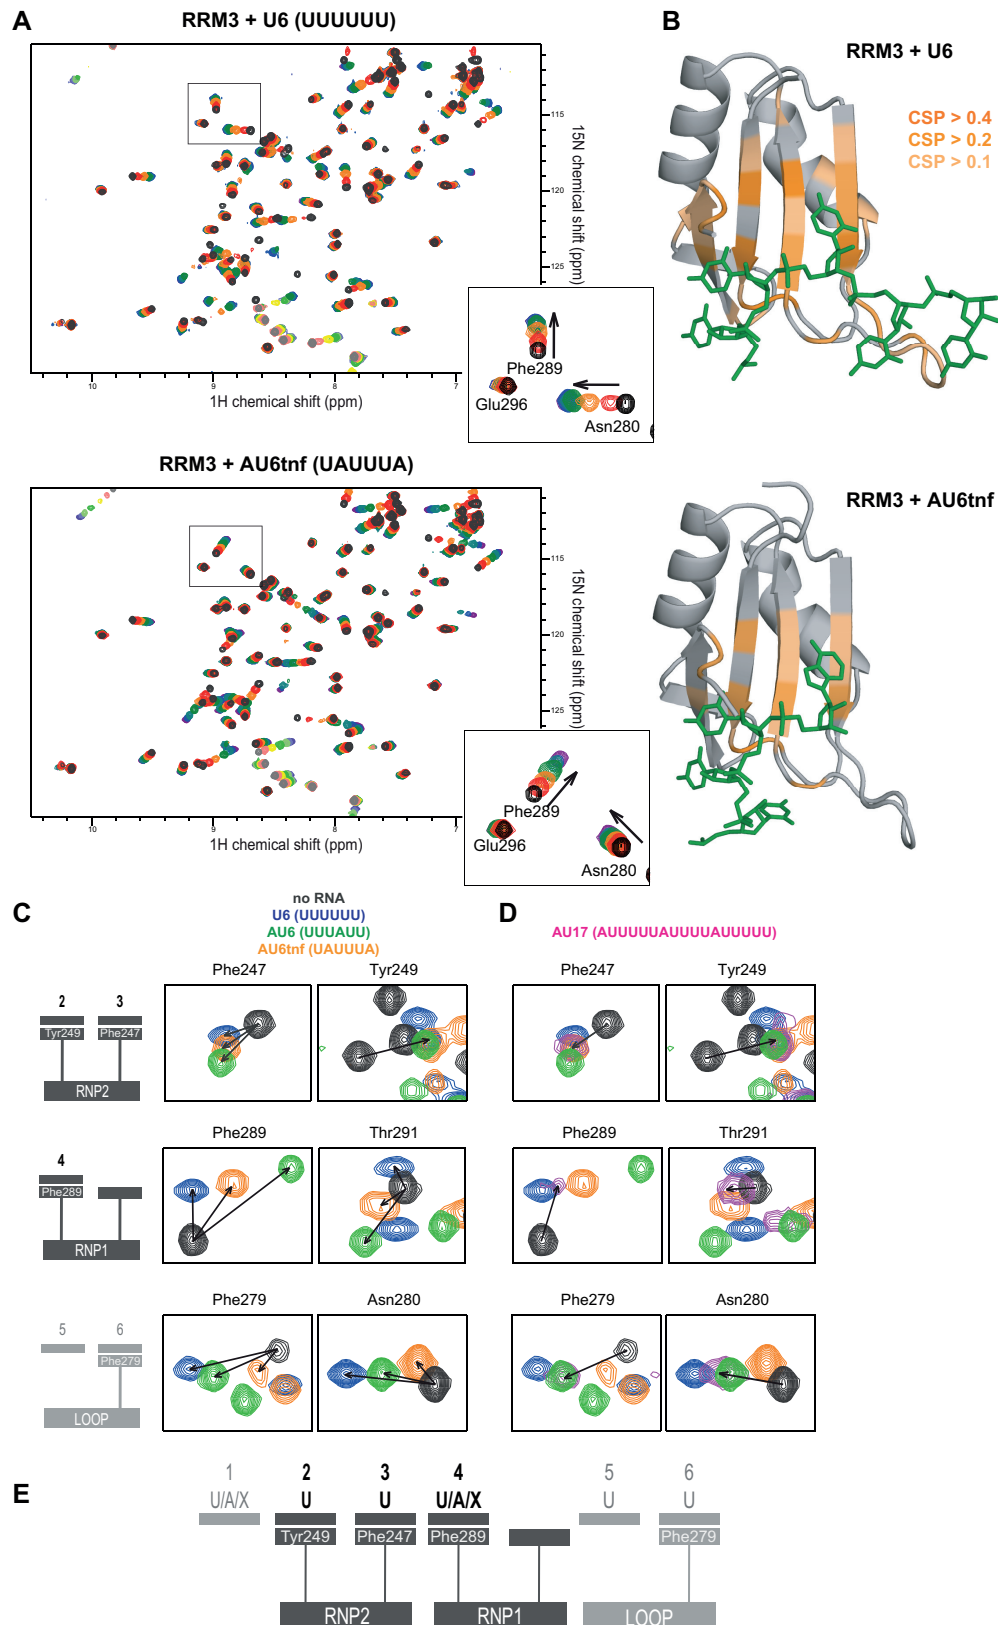 A
RRM3 + U6 (UUUUUU)
115
120
125
15N chemical shift (ppm)
10
9
8
7
1H chemical shift (ppm)
Phe289
Glu296
Asn280
RRM3 + AU6tnf (UAUUUA)
115
120
125
15N chemical shift (ppm)
10
9
8
7
1H chemical shift (ppm)
Phe289
Glu296
Asn280
B
RRM3 + U6
CSP > 0.4
CSP > 0.2
CSP > 0.1
RRM3 + AU6tnf
C
no RNA
U6 (UUUUUU)
AU6 (UUUAUU)
AU6tnf (UAUUUA)
Phe247
Tyr249
2
3
Tyr249
Phe247
RNP2
Phe289
Thr291
4
Phe289
RNP1
Phe279
Asn280
5
6
Phe279
LOOP
D
AU17 (AUUUUUAUUUUAUUUUU)
Phe247
Tyr249
Phe289
Thr291
Phe279
Asn280
E
1
2
3
4
5
6
U/A/X
U
U
U/A/X
U
U
Tyr249
Phe247
Phe289
Phe279
RNP2
RNP1
LOOP